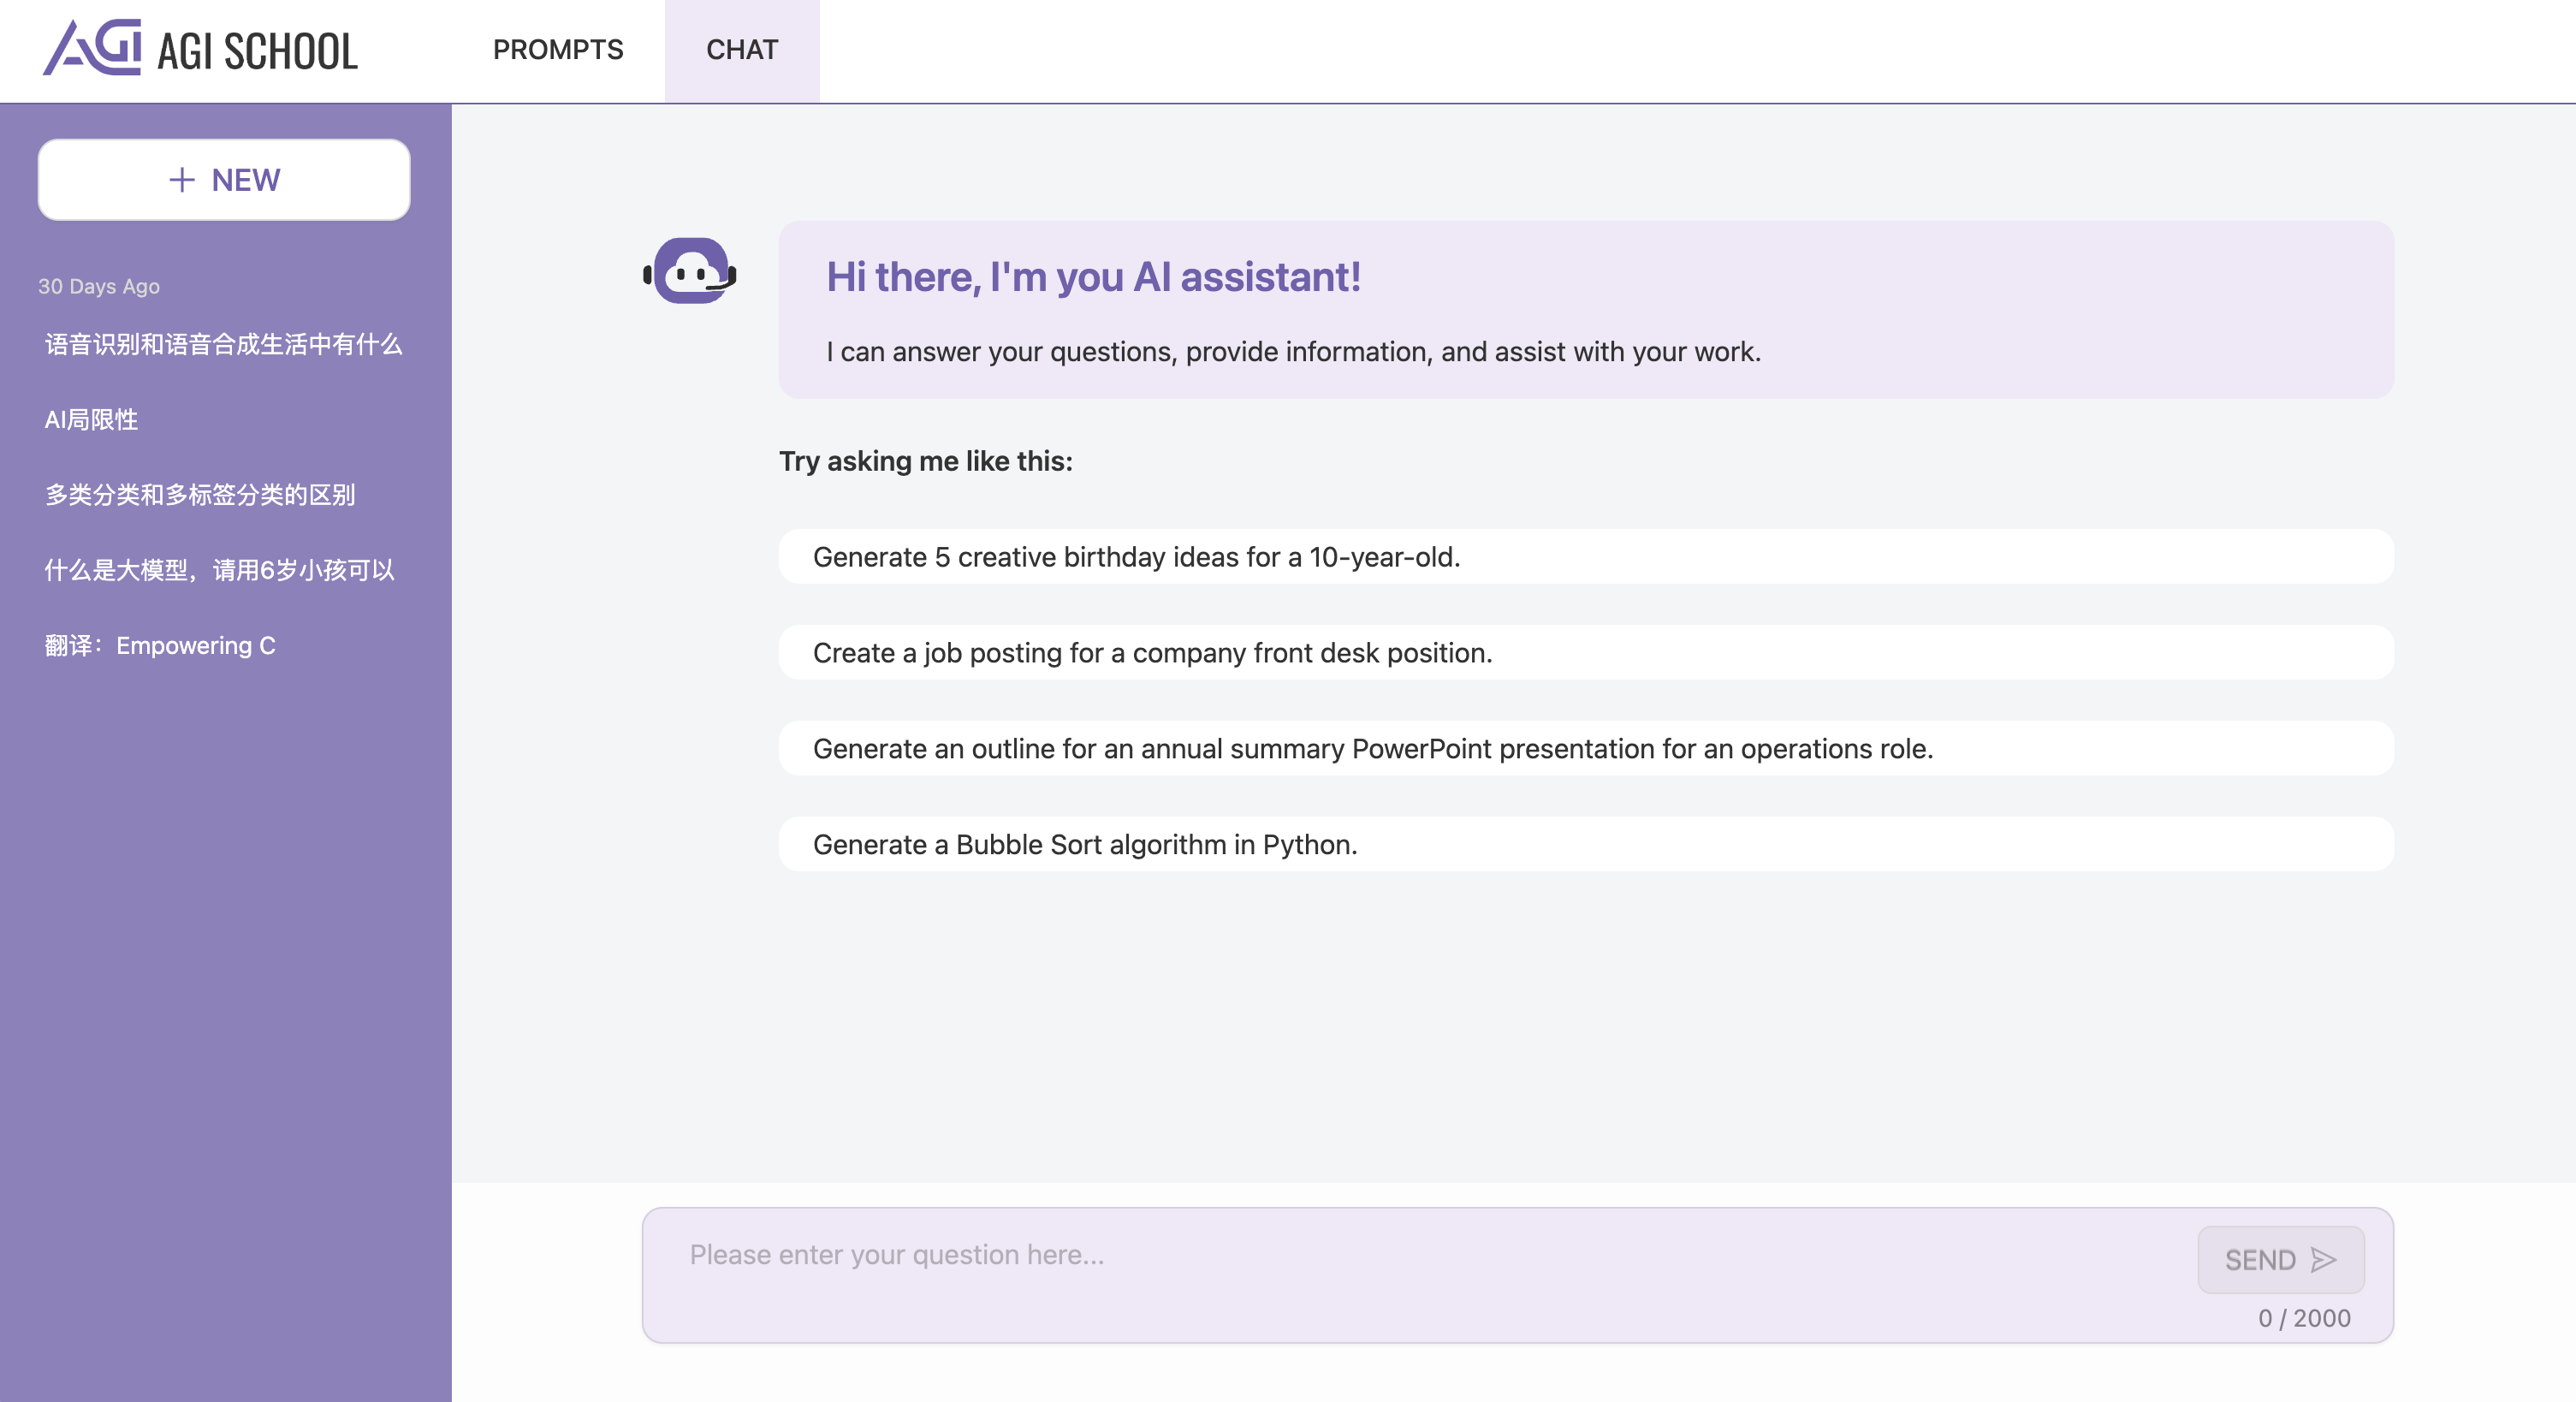 AGI AGI SCHOOL
PROMPTS
CHAT
+ NEW
30 Days Ago
语音识别和语音合成生活中有什么
AI局限性
多类分类和多标签分类的区别
什么是大模型，请用6岁小孩可以
翻译：Empowering C
Hi there, I'm you AI assistant!
I can answer your questions, provide information, and assist with your work.
Try asking me like this:
Generate 5 creative birthday ideas for a 10-year-old.
Create a job posting for a company front desk position.
Generate an outline for an annual summary PowerPoint presentation for an operations role.
Generate a Bubble Sort algorithm in Python.
Please enter your question here...
SEND
0 / 2000